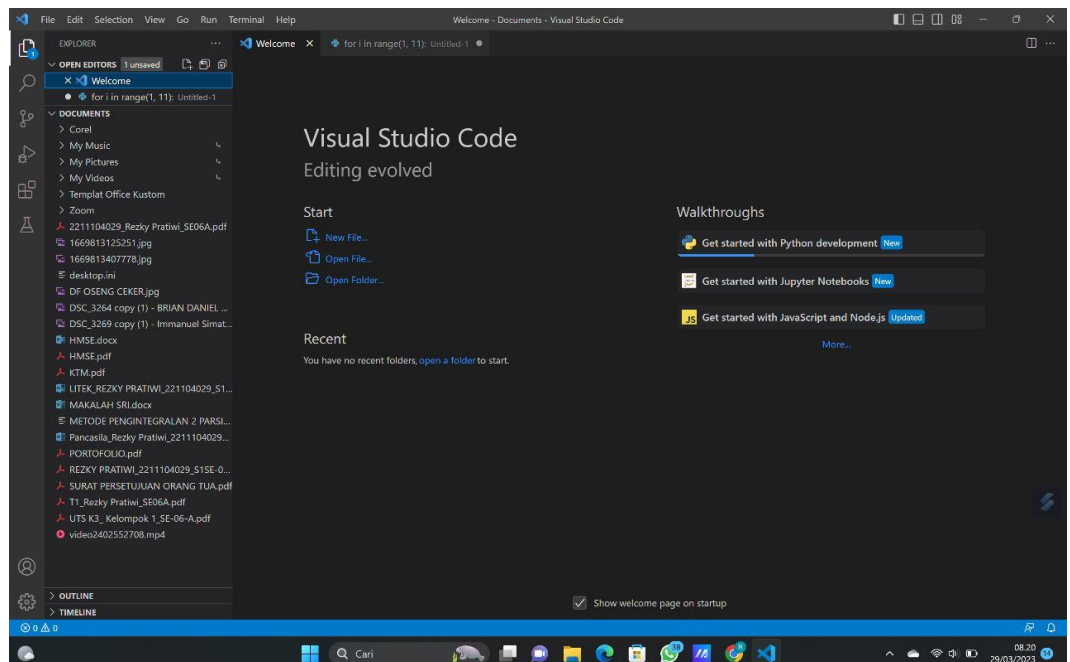 File Edit Selection View Go Run Terminal Help
Welcome - Documents - Visual Studio Code
EXPLORER
Welcome
for i in range(1, 11): Untitled-1
OPEN EDITORS 1 unsaved
Welcome
for i in range(1, 11): Untitled-1
DOCUMENTS
Corel
My Music
My Pictures
My Videos
Templat Office Kustom
Zoom
2211104029_Rezky Pratiwi_SE06A.pdf
1669813125251.jpg
1669813407778.jpg
desktop.ini
DF OSENG CEKER.jpg
DSC_3264 copy (1) - BRIAN DANIEL ...
DSC_3269 copy (1) - Immanuel Simat...
HMSE.docx
HMSE.pdf
KTM.pdf
LITEK_REZKY PRATIWI_221104029_S1...
MAKALAH SRI.docx
METODE PENGINTEGRALAN 2 PARSI...
Pancasila_Rezky Pratiwi_2211104029...
PORTOFOLIO.pdf
REZKY PRATIWI_2211104029_S1SE-0...
SURAT PERSETUJUAN ORANG TUA.pdf
T1_Rezky Pratiwi_SE06A.pdf
UTS K3_ Kelompok 1_SE-06-A.pdf
video2402552708.mp4
OUTLINE
TIMELINE
Visual Studio Code
Editing evolved
Start
New File...
Open File...
Open Folder...
Recent
You have no recent folders, open a folder to start.
Walkthroughs
Get started with Python development New
Get started with Jupyter Notebooks New
JS Get started with JavaScript and Node.js Updated
More...
Show welcome page on startup
0 0
Cari
38
08.20
29/03/2023
14